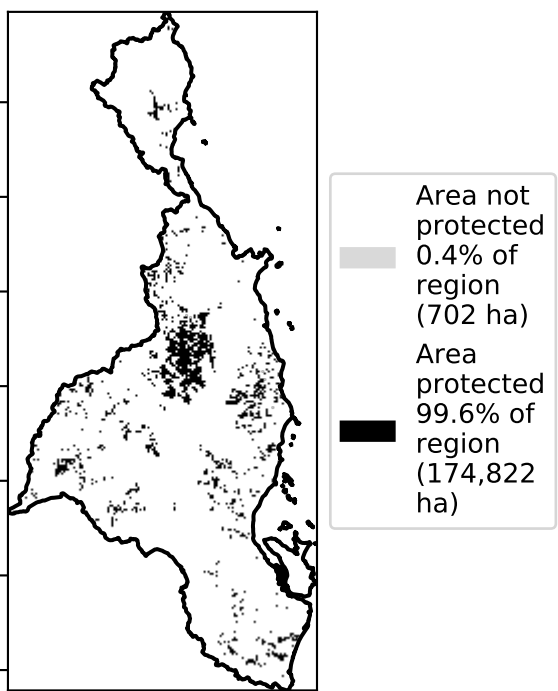 Area not
protected
0.4% of
region
(702 ha)
Area
protected
99.6% of
region
(174,822
ha)